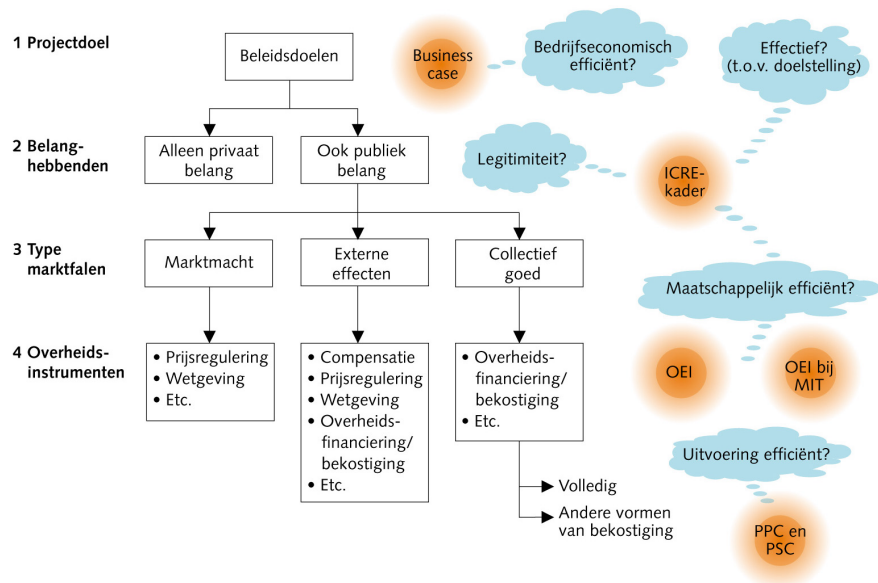 1 Projectdoel
Beleidsdoelen
Business
case
Bedrijfseconomisch
efficiënt?
Effectief?
(t.o.v. doelstelling)
2 Belang-
hebbenden
Alleen privaat
belang
Ook publiek
belang
Legitimiteit?
ICRE-
kader
3 Type
marktfalen
Marktmacht
Externe
effecten
Collectief
goed
Maatschappelijk efficiënt?
4 Overheids-
instrumenten
• Prijsregulering
• Wetgeving
• Etc.
• Compensatie
• Prijsregulering
• Wetgeving
• Overheids-
financiering/
bekostiging
• Etc.
• Overheids-
financiering/
bekostiging
• Etc.
OEI
OEI bij
MIT
Uitvoering efficiënt?
Volledig
Andere vormen
van bekostiging
PPC en
PSC